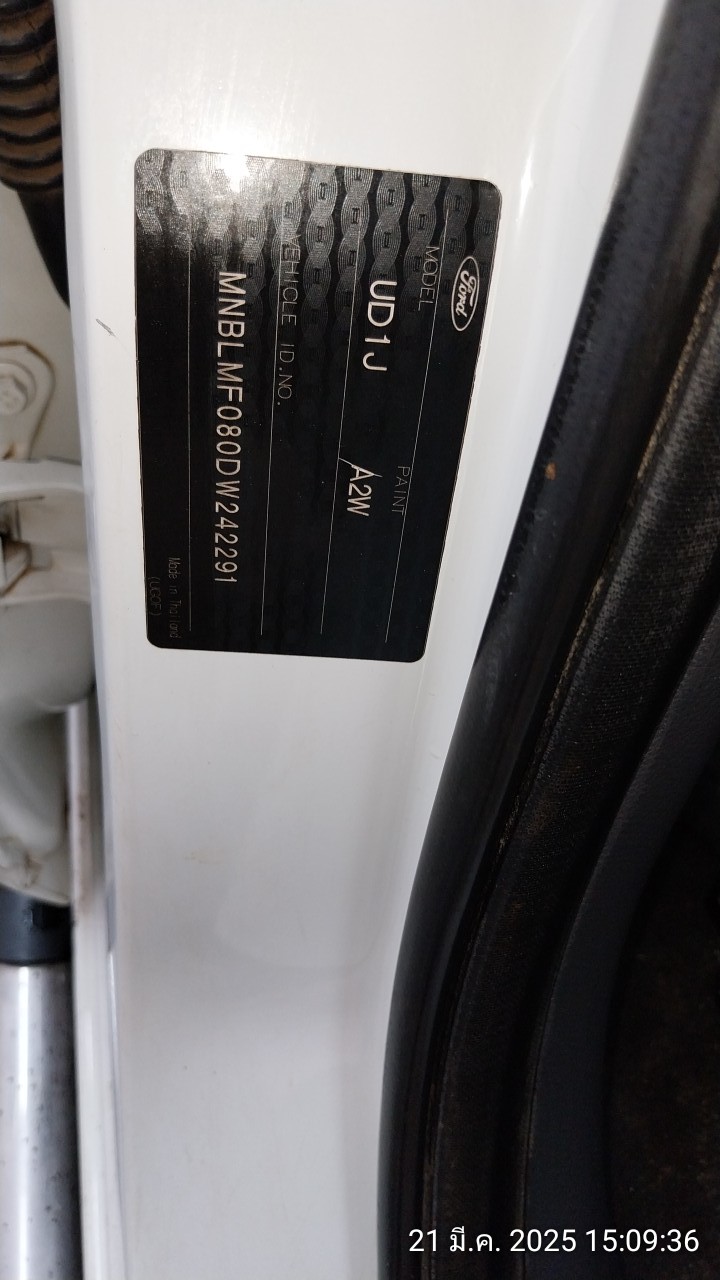 Ford
MODEL
PAINT
UD1J
A2W
VEHICLE ID.NO.
MNBLMF080DW242291
Made in Thailand
(UG0F)
21 มี.ค. 2025 15:09:36